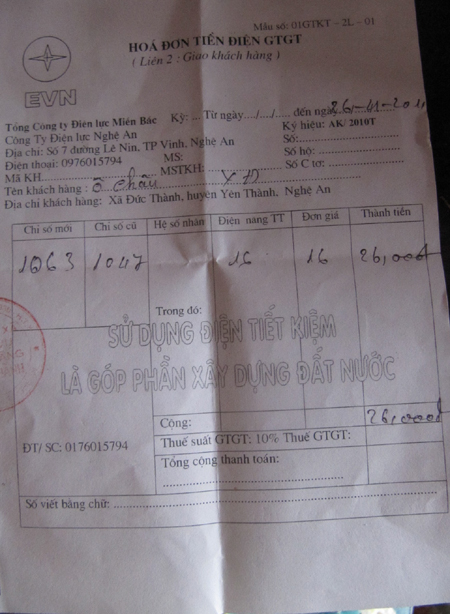 Mẫu số: 01GTKT - 2L - 01
HOÁ ĐƠN TIỀN ĐIỆN GTGT
( Liên 2 : Giao khách hàng )
EVN
Tổng Công ty Điện lực Miền Bắc Kỳ: ... Từ ngày..../..../.... đến ngày 26-11-201
Công Ty Điện lực Nghệ An Ký hiệu: AK/ 2010T
Địa chỉ: Số 7 đường Lê Nin, TP Vinh, Nghệ An Số:
Điện thoại: 0976015794 MS: Số hộ:
Mã KH MSTKH: Số C tơ:
Tên khách hàng : Ô Châu
Địa chỉ khách hàng: Xã Đức Thành, huyện Yên Thành, Nghệ An
Chỉ số mới Chỉ số cũ Hệ số nhân Điện năng TT Đơn giá Thành tiền
1063 1047 16 16 26,000đ
Trong đó:
SỬ DỤNG ĐIỆN TIẾT KIỆM
LÀ GÓP PHẦN XÂY DỰNG ĐẤT NƯỚC
Cộng: 26,000đ
ĐT/ SC: 0176015794 Thuế suất GTGT: 10% Thuế GTGT:
Tổng cộng thanh toán:
Số viết bằng chữ: